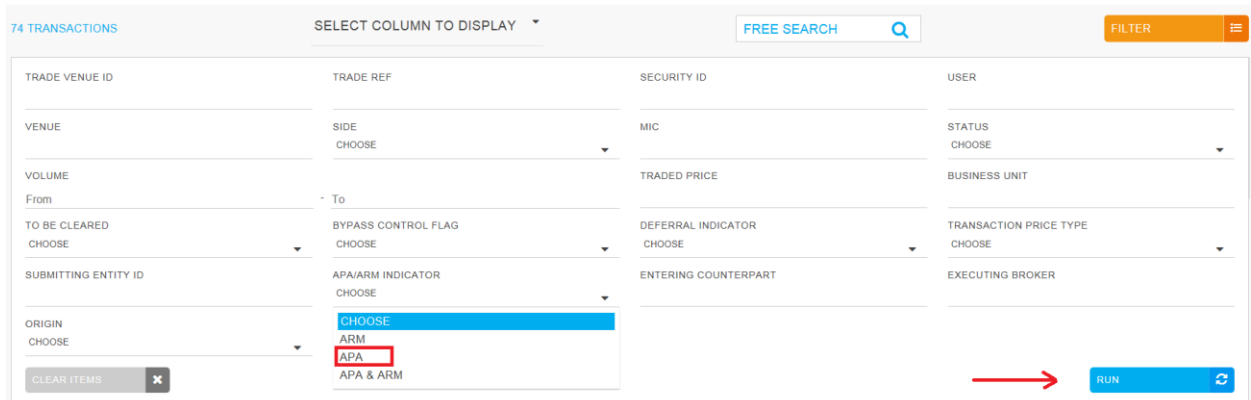 74 TRANSACTIONS
SELECT COLUMN TO DISPLAY
FREE SEARCH
FILTER
TRADE VENUE ID
TRADE REF
SECURITY ID
USER
VENUE
SIDE
CHOOSE
MIC
STATUS
CHOOSE
VOLUME
From
- To
TRADED PRICE
BUSINESS UNIT
TO BE CLEARED
CHOOSE
BYPASS CONTROL FLAG
CHOOSE
DEFERRAL INDICATOR
CHOOSE
TRANSACTION PRICE TYPE
CHOOSE
SUBMITTING ENTITY ID
APA/ARM INDICATOR
CHOOSE
ENTERING COUNTERPART
EXECUTING BROKER
ORIGIN
CHOOSE
CHOOSE
ARM
APA
APA & ARM
CLEAR ITEMS
RUN